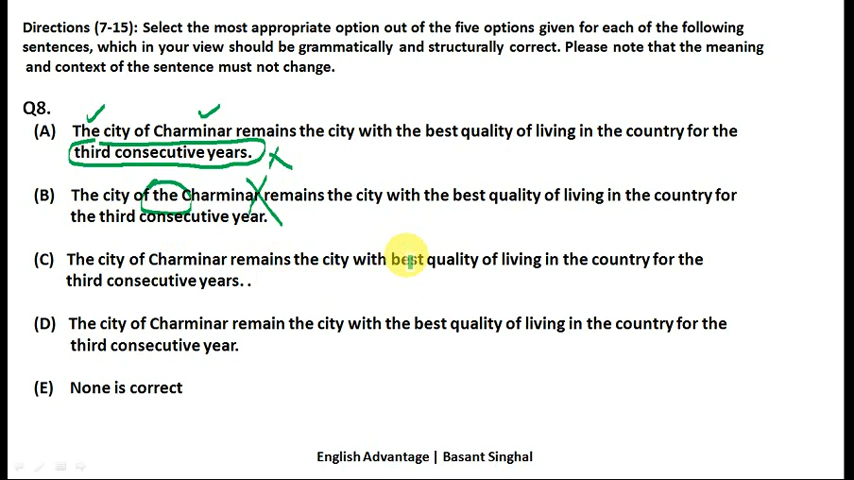 Directions (7-15): Select the most appropriate option out of the five options given for each of the following
sentences, which in your view should be grammatically and structurally correct. Please note that the meaning
and context of the sentence must not change.
Q8.
(A) The city of Charminar remains the city with the best quality of living in the country for the
third consecutive years.
(B) The city of the Charminar remains the city with the best quality of living in the country for
the third consecutive year.
(C) The city of Charminar remains the city with best quality of living in the country for the
third consecutive years. .
(D) The city of Charminar remain the city with the best quality of living in the country for the
third consecutive year.
(E) None is correct
English Advantage | Basant Singhal